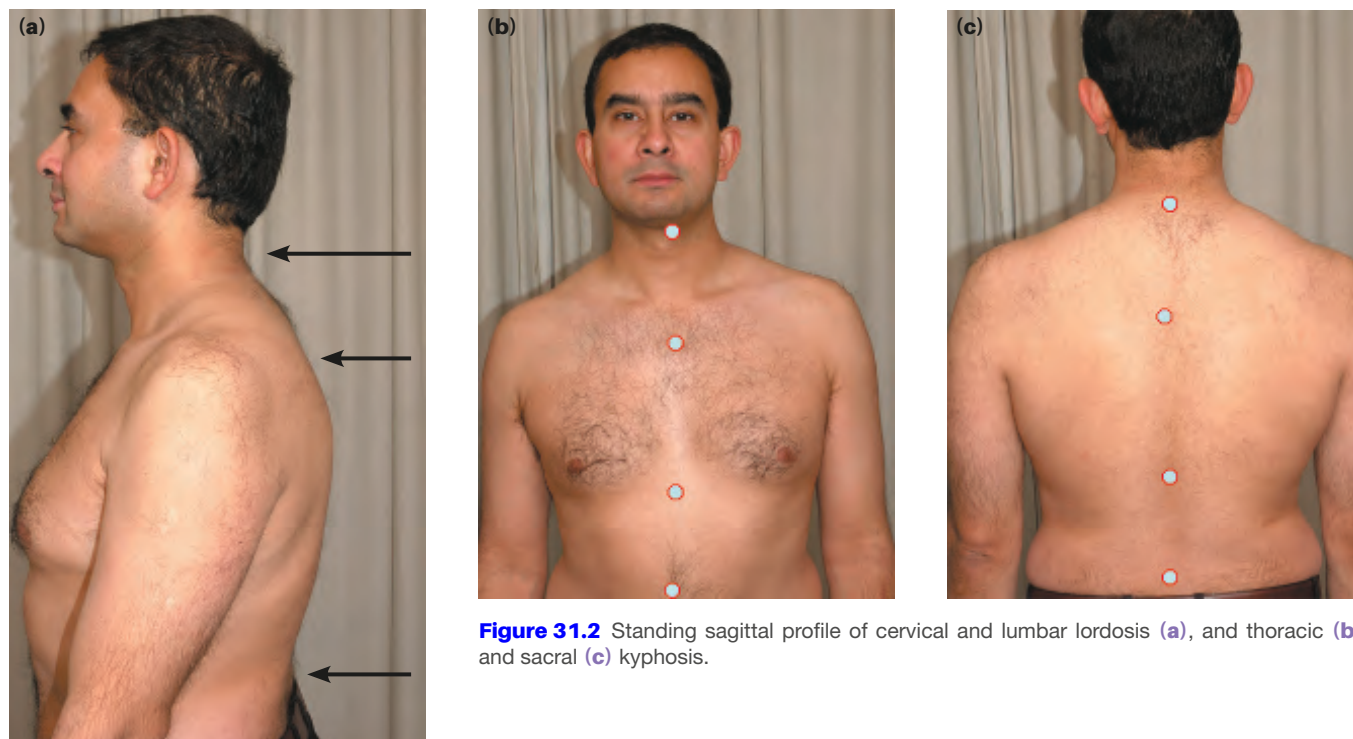 (a)
(b)
(c)
Figure 31.2 Standing sagittal profile of cervical and lumbar lordosis (a), and thoracic (b
and sacral (c) kyphosis.